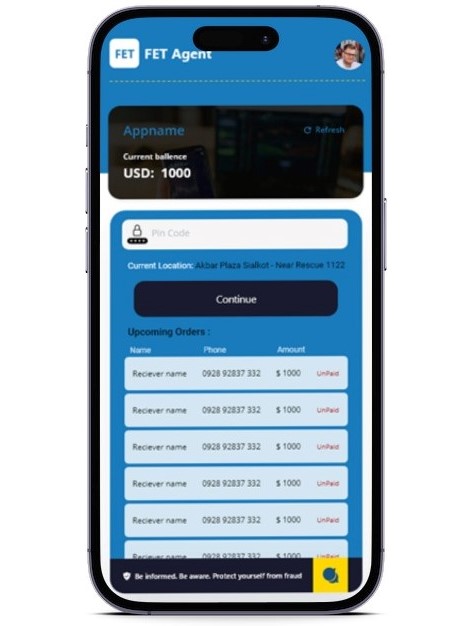 FET FET Agent
Appname Refresh
Current ballence
USD: 1000
Pin Code
Current Location: Akbar Plaza Sialkot - Near Rescue 1122
Continue
Upcoming Orders :
Name Phone Amount
Reciever name 0928 92837 332 $ 1000 UnPaid
Reciever name 0928 92837 332 $ 1000 UnPaid
Reciever name 0928 92837 332 $ 1000 UnPaid
Reciever name 0928 92837 332 $ 1000 UnPaid
Reciever name 0928 92837 332 $ 1000 UnPaid
Reciever name 0928 92837 332 $ 1000 UnPaid
Be informed. Be aware. Protect yourself from fraud